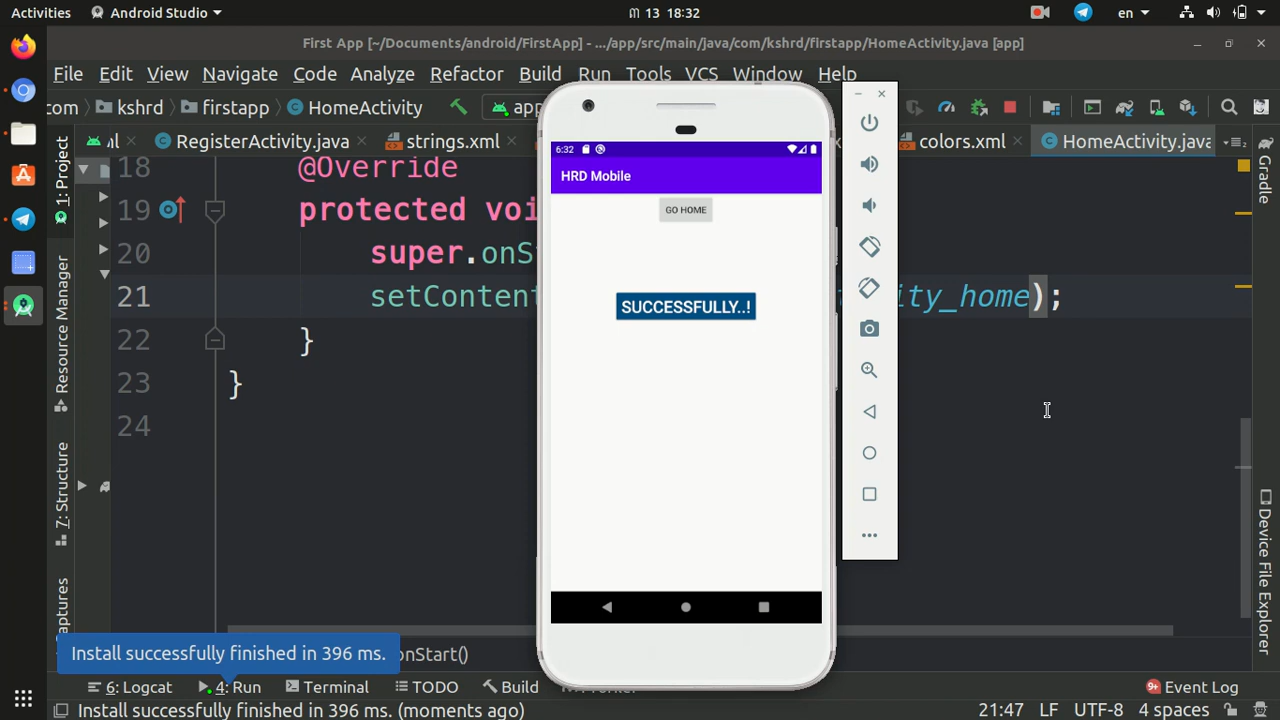 Activities
Android Studio
ຕ 13 18:32
en
First App [~/Documents/android/FirstApp] - .../app/src/main/java/com/kshrd/firstapp/HomeActivity.java [app]
File Edit View Navigate Code Analyze Refactor Build Run Tools VCS Window Help
com kshrd firstapp HomeActivity app
al RegisterActivity.java strings.xml colors.xml HomeActivity.java
1: Project
Resource Manager
7: Structure
Captures
Gradle
Device File Explorer
18 @Override
19 protected voi
20 super.onS
21 setContent ity_home);
22 }
23 }
24
6:32
HRD Mobile
GO HOME
SUCCESSFULLY..!
Install successfully finished in 396 ms.
onStart()
6: Logcat 4: Run Terminal TODO Build 9+ Event Log
Install successfully finished in 396 ms. (moments ago) 21:47 LF UTF-8 4 spaces